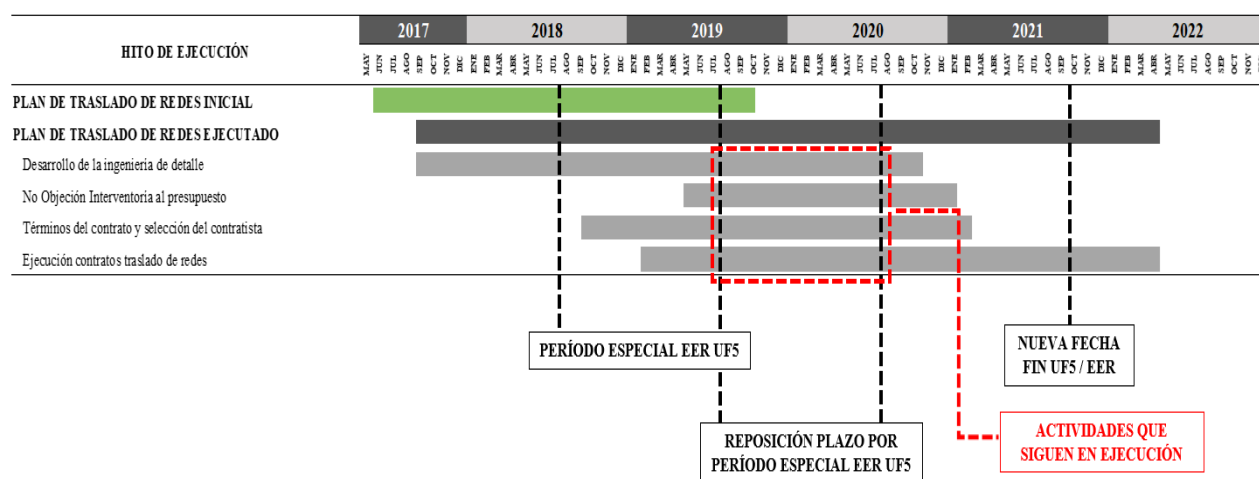 2017 2018 2019 2020 2021 2022
HITO DE EJECUCIÓN
MAY JUN JUL AGO SEP OCT NOV DIC ENE FEB MAR ABR MAY JUN JUL AGO SEP OCT NOV DIC ENE FEB MAR ABR MAY JUN JUL AGO SEP OCT NOV DIC ENE FEB MAR ABR MAY JUN JUL AGO SEP OCT NOV DIC ENE FEB MAR ABR MAY JUN JUL AGO SEP OCT NOV DIC ENE FEB MAR ABR MAY JUN JUL AGO SEP OCT NOV
PLAN DE TRASLADO DE REDES INICIAL
PLAN DE TRASLADO DE REDES EJECUTADO
Desarrollo de la ingeniería de detalle
No Objeción Interventoria al presupuesto
Términos del contrato y selección del contratista
Ejecución contratos traslado de redes
PERÍODO ESPECIAL EER UF5
NUEVA FECHA
FIN UF5 / EER
REPOSICIÓN PLAZO POR
PERÍODO ESPECIAL EER UF5
ACTIVIDADES QUE
SIGUEN EN EJECUCIÓN